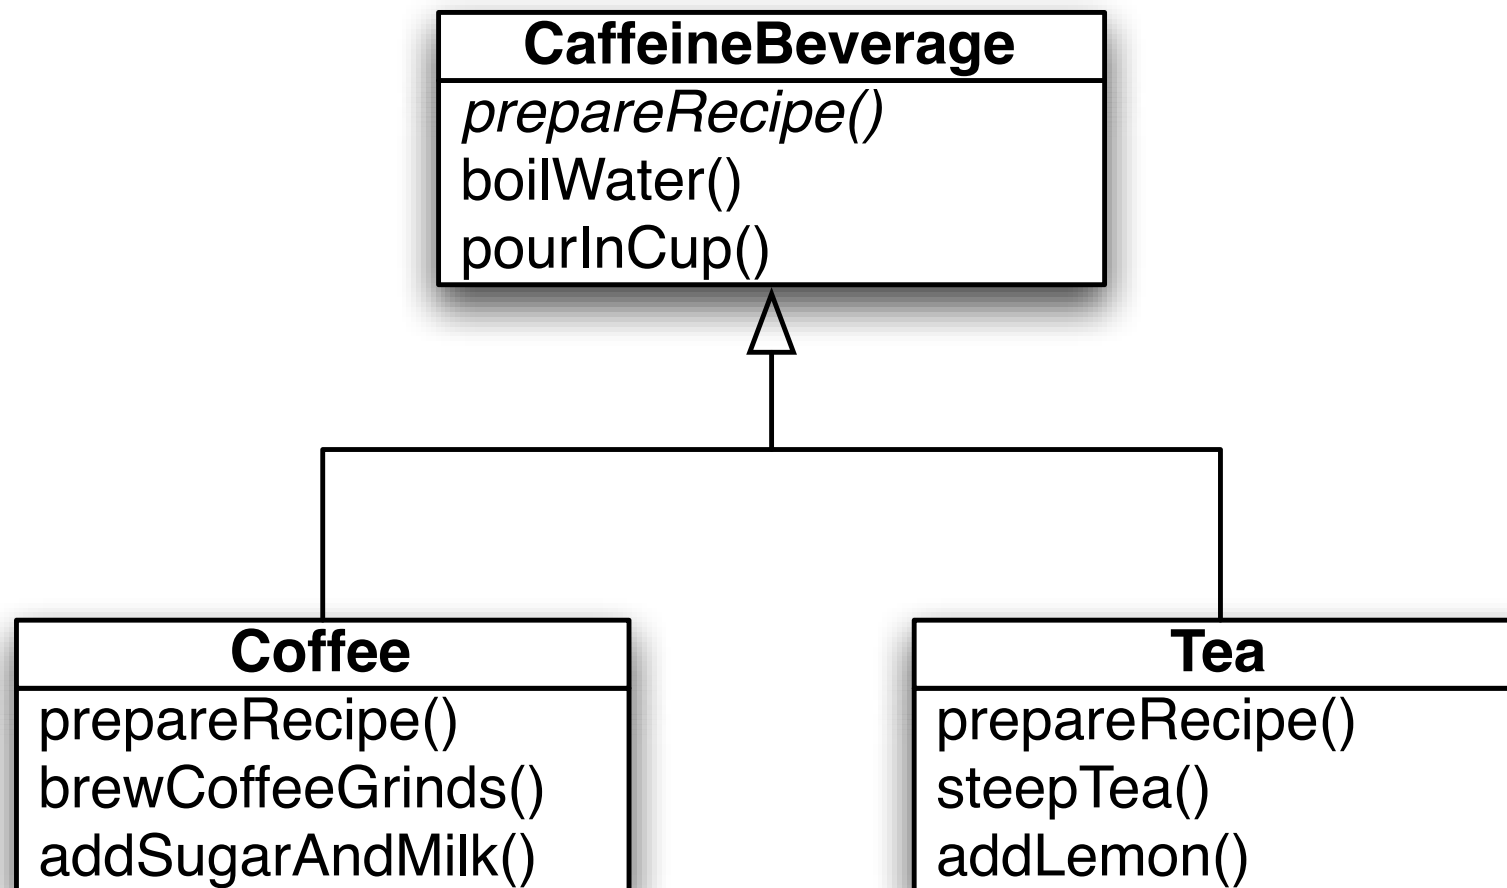 CaffeineBeverage
prepareRecipe()
boilWater()
pourInCup()
Coffee
prepareRecipe()
brewCoffeeGrinds()
addSugarAndMilk()
Tea
prepareRecipe()
steepTea()
addLemon()